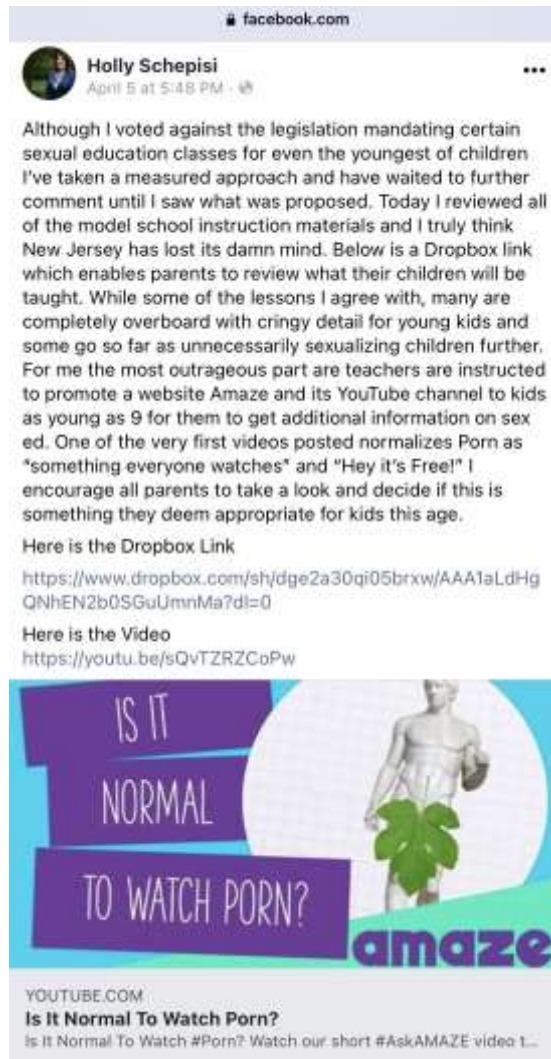 facebook.com
Holly Schepisi
April 5 at 5:48 PM ·
Although I voted against the legislation mandating certain
sexual education classes for even the youngest of children
I've taken a measured approach and have waited to further
comment until I saw what was proposed. Today I reviewed all
of the model school instruction materials and I truly think
New Jersey has lost its damn mind. Below is a Dropbox link
which enables parents to review what their children will be
taught. While some of the lessons I agree with, many are
completely overboard with cringy detail for young kids and
some go so far as unnecessarily sexualizing children further.
For me the most outrageous part are teachers are instructed
to promote a website Amaze and its YouTube channel to kids
as young as 9 for them to get additional information on sex
ed. One of the very first videos posted normalizes Porn as
"something everyone watches" and "Hey it's Free!" I
encourage all parents to take a look and decide if this is
something they deem appropriate for kids this age.
Here is the Dropbox Link
https://www.dropbox.com/sh/dge2a30qi05brxw/AAA1aLdHg
QNhEN2b0SGuUmnMa?dl=0
Here is the Video
https://youtu.be/sQvTZRZCoPw
IS IT
NORMAL
TO WATCH PORN?
amaze
YOUTUBE.COM
Is It Normal To Watch Porn?
Is It Normal To Watch #Porn? Watch our short #AskAMAZE video t...